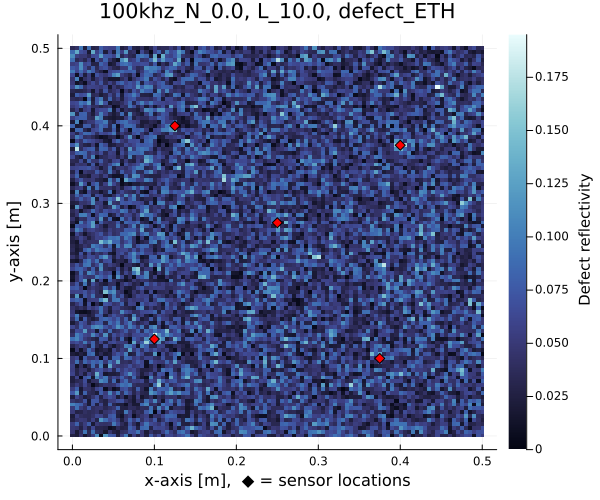 100khz_N_0.0, L_10.0, defect_ETH
0.5
0.4
0.3
0.2
0.1
0.0
y-axis [m]
0.0 0.1 0.2 0.3 0.4 0.5
x-axis [m], ◆ = sensor locations
0.175
0.150
0.125
0.100
0.075
0.050
0.025
0
Defect reflectivity